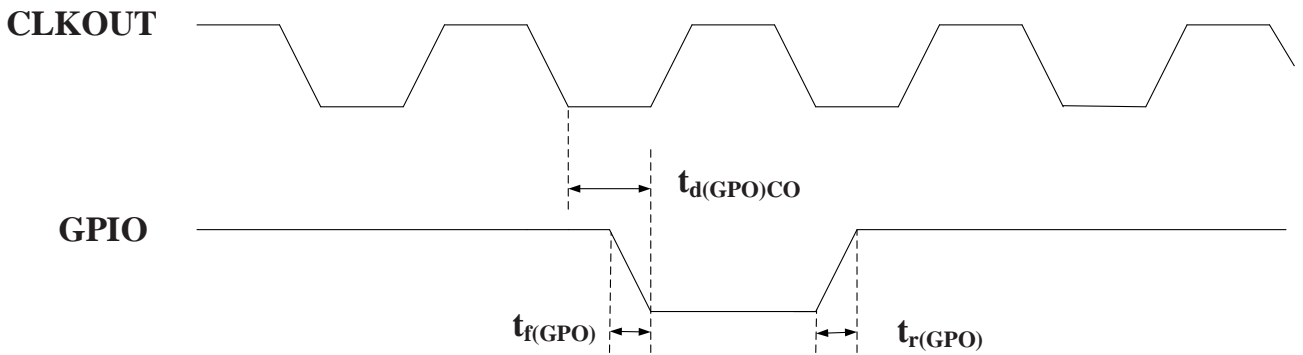 CLKOUT
t_d(GPO)CO
GPIO
t_f(GPO)
t_r(GPO)